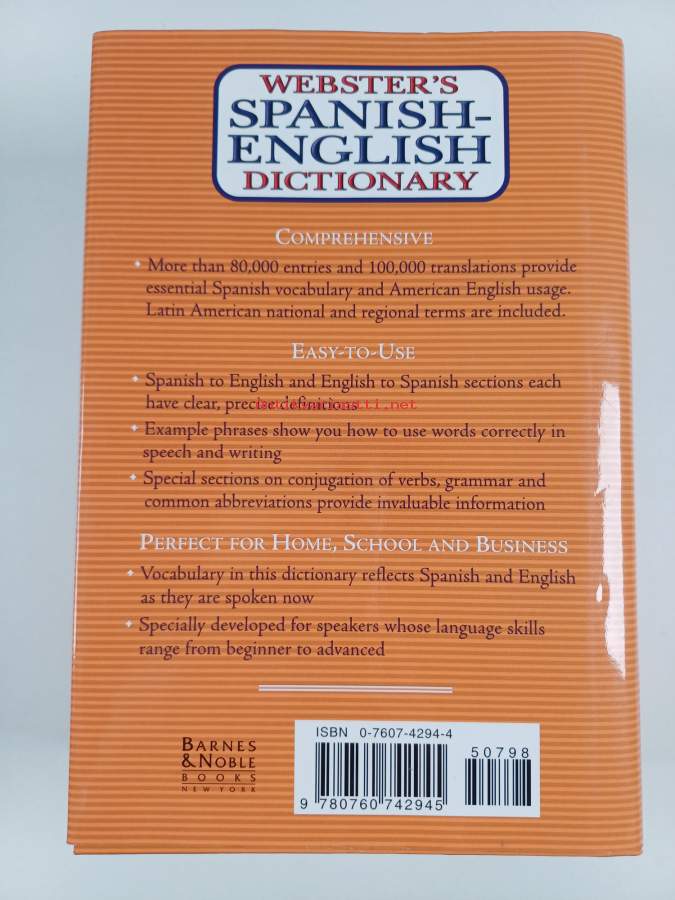 WEBSTER'S
SPANISH-
ENGLISH
DICTIONARY
COMPREHENSIVE
More than 80,000 entries and 100,000 translations provide
essential Spanish vocabulary and American English usage.
Latin American national and regional terms are included.
EASY-TO-USE
Spanish to English and English to Spanish sections each
have clear, precise definitions
Example phrases show you how to use words correctly in
speech and writing
Special sections on conjugation of verbs, grammar and
common abbreviations provide invaluable information
PERFECT FOR HOME, SCHOOL AND BUSINESS
Vocabulary in this dictionary reflects Spanish and English
as they are spoken now
Specially developed for speakers whose language skills
range from beginner to advanced
BARNES
& NOBLE
BOOKS
NEW YORK
ISBN 0-7607-4294-4
50798
9 780760 742945